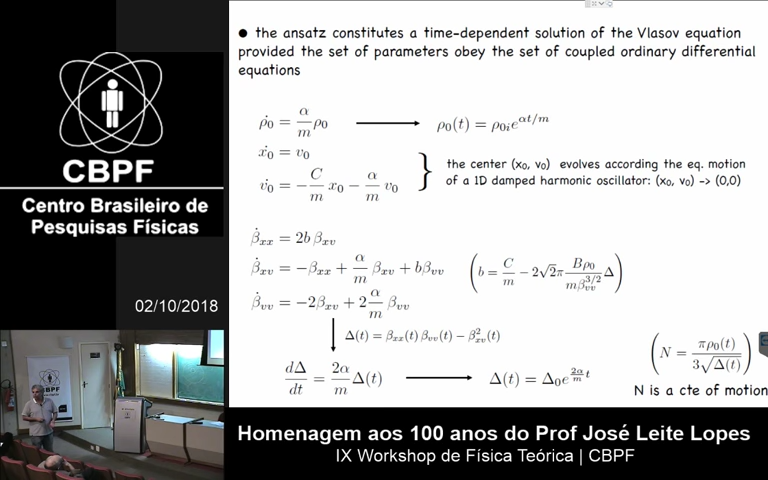 ● the ansatz constitutes a time-dependent solution of the Vlasov equation
provided the set of parameters obey the set of coupled ordinary differential
equations
ρ̇₀ = α/m ρ₀ ⟶ ρ₀(t) = ρ₀ᵢe^{αt/m}
ẋ₀ = v₀
v̇₀ = −C/m x₀ − α/m v₀
the center (x₀, v₀) evolves according the eq. motion
of a 1D damped harmonic oscillator: (x₀, v₀) -> (0,0)
β̇ₓₓ = 2b βₓᵥ
β̇ₓᵥ = −βₓₓ + α/m βₓᵥ + bβᵥᵥ (b = C/m − 2√2π Bρ₀/(mβᵥᵥ^{3/2}) Δ)
β̇ᵥᵥ = −2βₓᵥ + 2 α/m βᵥᵥ
Δ(t) = βₓₓ(t) βᵥᵥ(t) − β²ₓᵥ(t)
dΔ/dt = 2α/m Δ(t) ⟶ Δ(t) = Δ₀e^{2α/m t}
(N = πρ₀(t)/(3√Δ(t)))
N is a cte of motion
CBPF
Centro Brasileiro de
Pesquisas Físicas
02/10/2018
CBPF
Homenagem aos 100 anos do Prof José Leite Lopes
IX Workshop de Física Teórica | CBPF